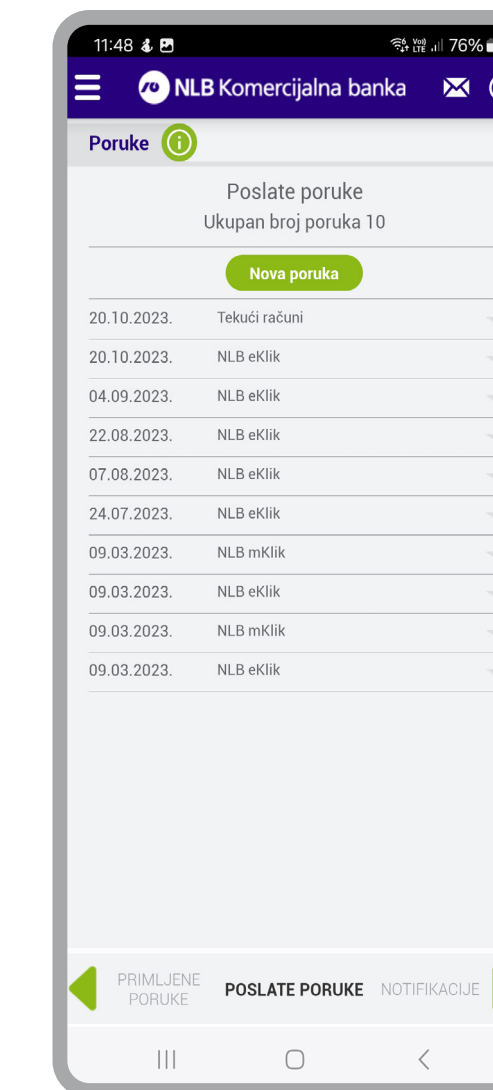 11:48
Vo)) LTE 76%
NLB Komercijalna banka
Poruke
Poslate poruke
Ukupan broj poruka 10
Nova poruka
20.10.2023. Tekući računi
20.10.2023. NLB eKlik
04.09.2023. NLB eKlik
22.08.2023. NLB eKlik
07.08.2023. NLB eKlik
24.07.2023. NLB eKlik
09.03.2023. NLB mKlik
09.03.2023. NLB eKlik
09.03.2023. NLB mKlik
09.03.2023. NLB eKlik
PRIMLJENE
PORUKE
POSLATE PORUKE
NOTIFIKACIJE